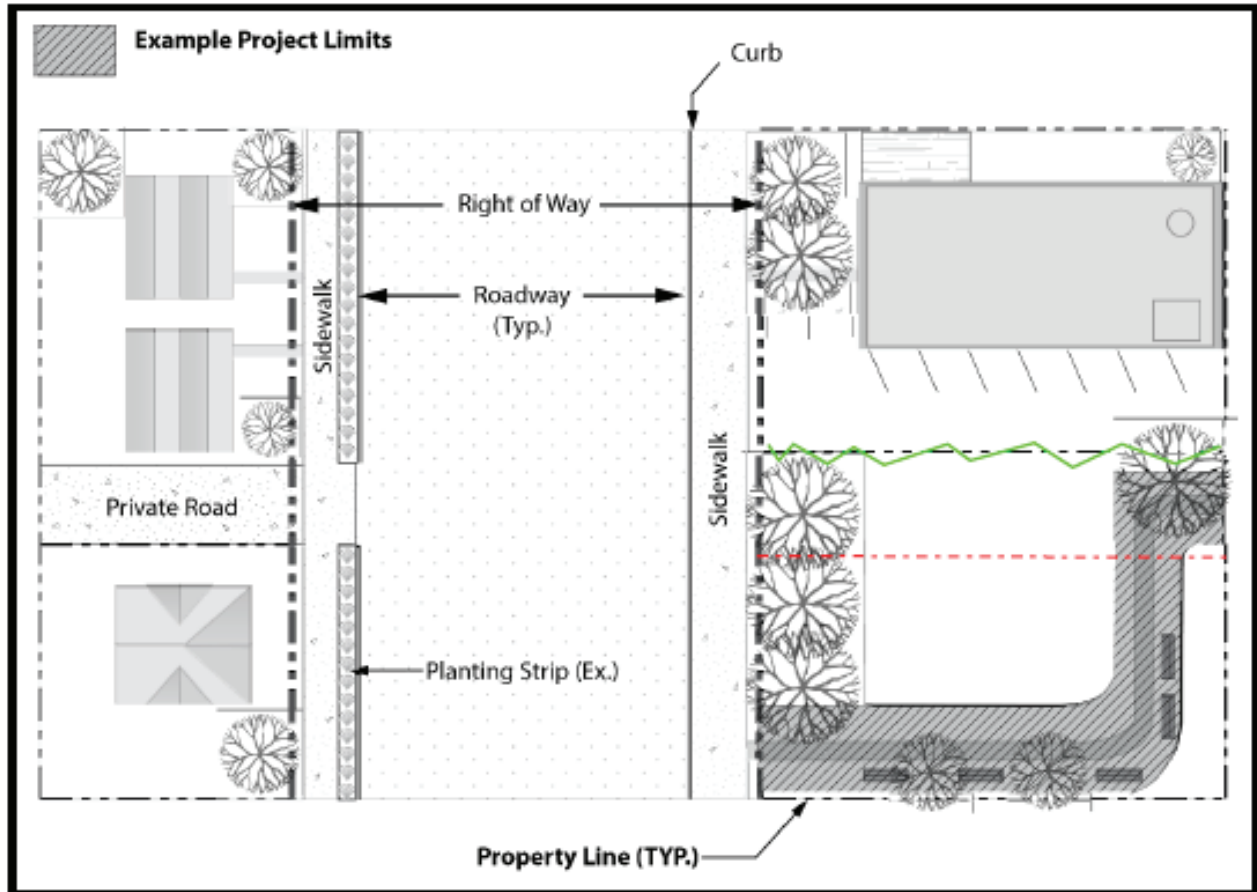 Example Project Limits
Curb
Right of Way
Roadway
(Typ.)
Sidewalk
Sidewalk
Private Road
Planting Strip (Ex.)
Property Line (TYP.)